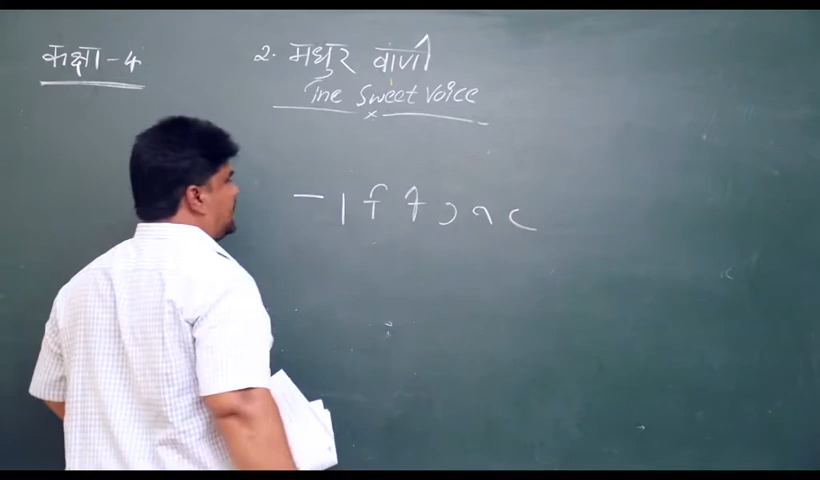 कक्षा-4
2. मधुर वाणी
The Sweet Voice
- ा ि ी ु ू ृ